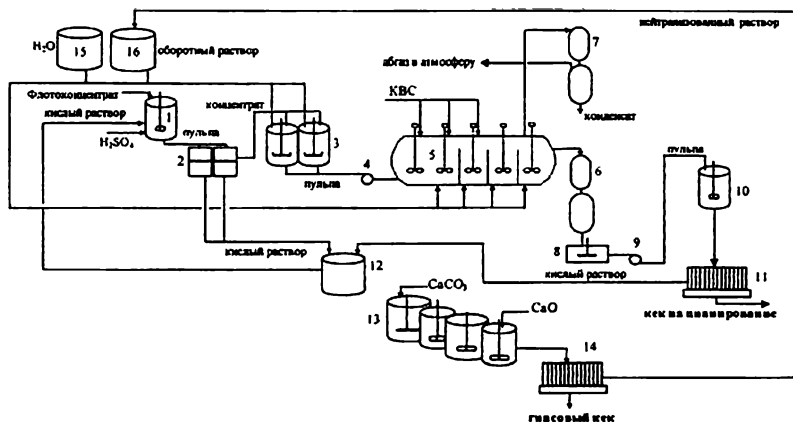 нейтрализованный раствор
H₂O
15
16
оборотный раствор
7
абгаз в атмосферу
Флотоконцентрат
КВС
кислый раствор
1
концентрат
конденсат
H₂SO₄
пульпа
2
3
5
пульпа
4
6
пульпа
10
8
9
кислый раствор
12
кислый раствор
11
CaCO₃
кек на цианирование
13
CaO
14
гипсовый кек